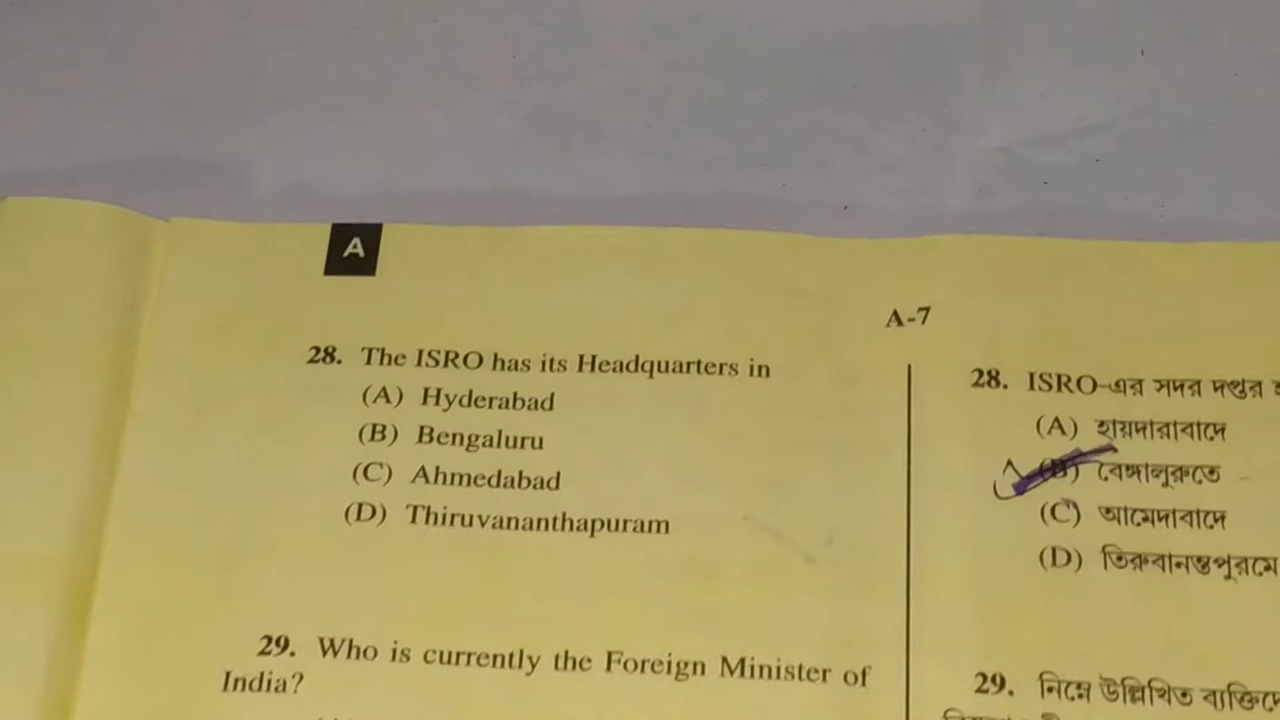 A
A-7
28. The ISRO has its Headquarters in
(A) Hyderabad
(B) Bengaluru
(C) Ahmedabad
(D) Thiruvananthapuram
29. Who is currently the Foreign Minister of
India?
28. ISRO-এর সদর দপ্তর
(A) হায়দারাবাদে
(B) বেঙ্গালুরুতে
(C) আমেদাবাদে
(D) তিরুবানন্তপুরমে
29. নিম্নে উল্লিখিত